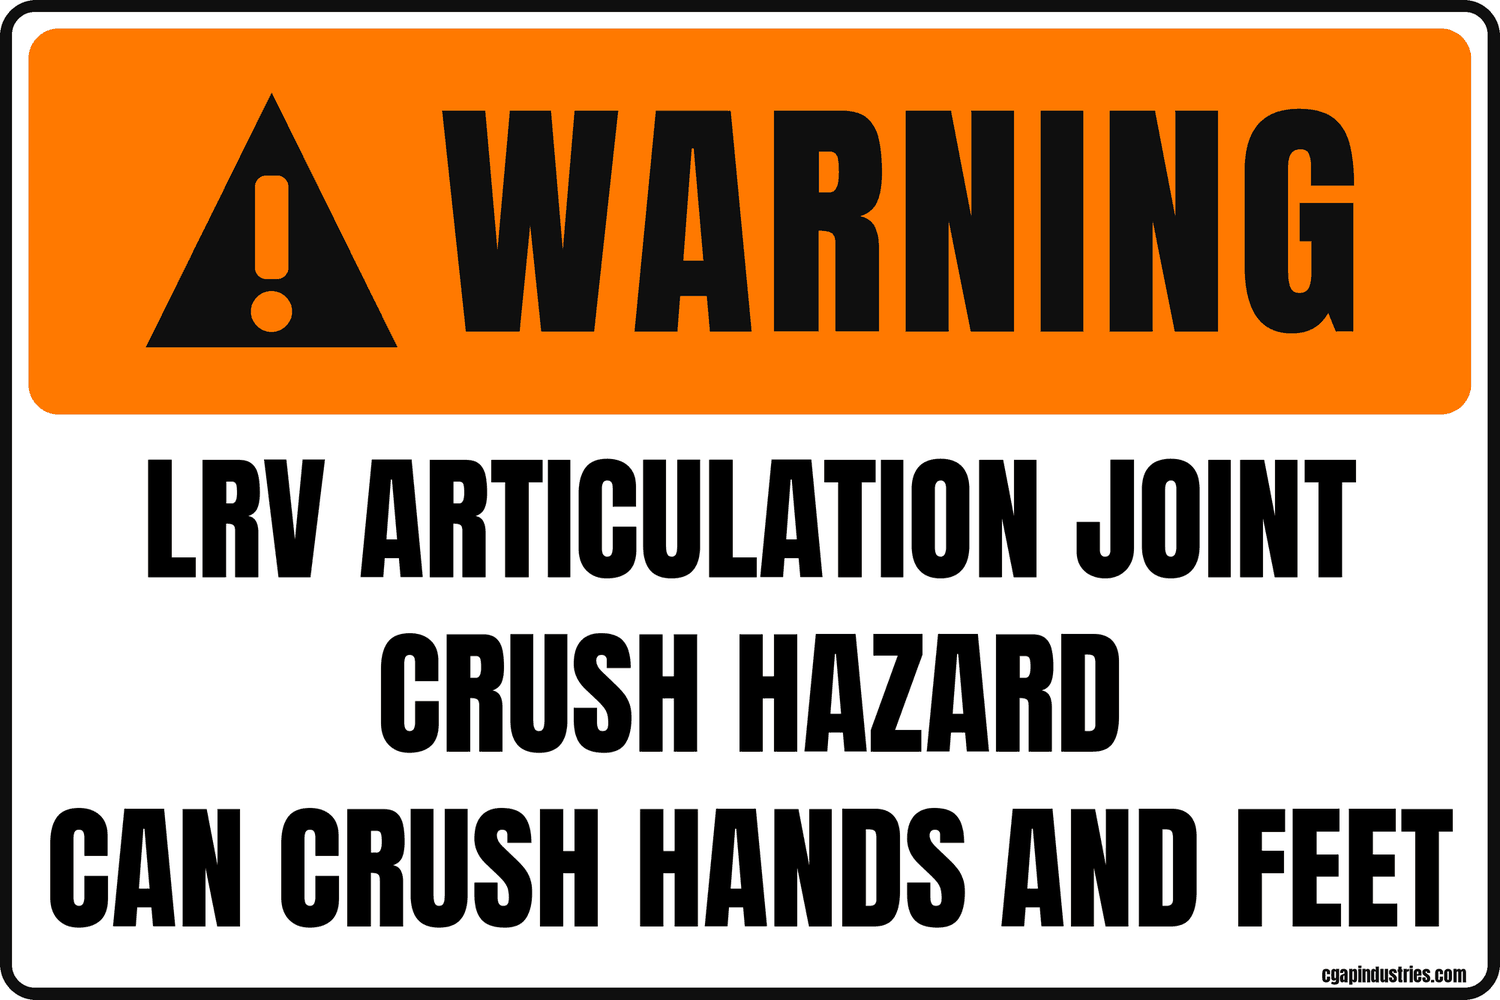 WARNING
LRV ARTICULATION JOINT
CRUSH HAZARD
CAN CRUSH HANDS AND FEET
cgapindustries.com